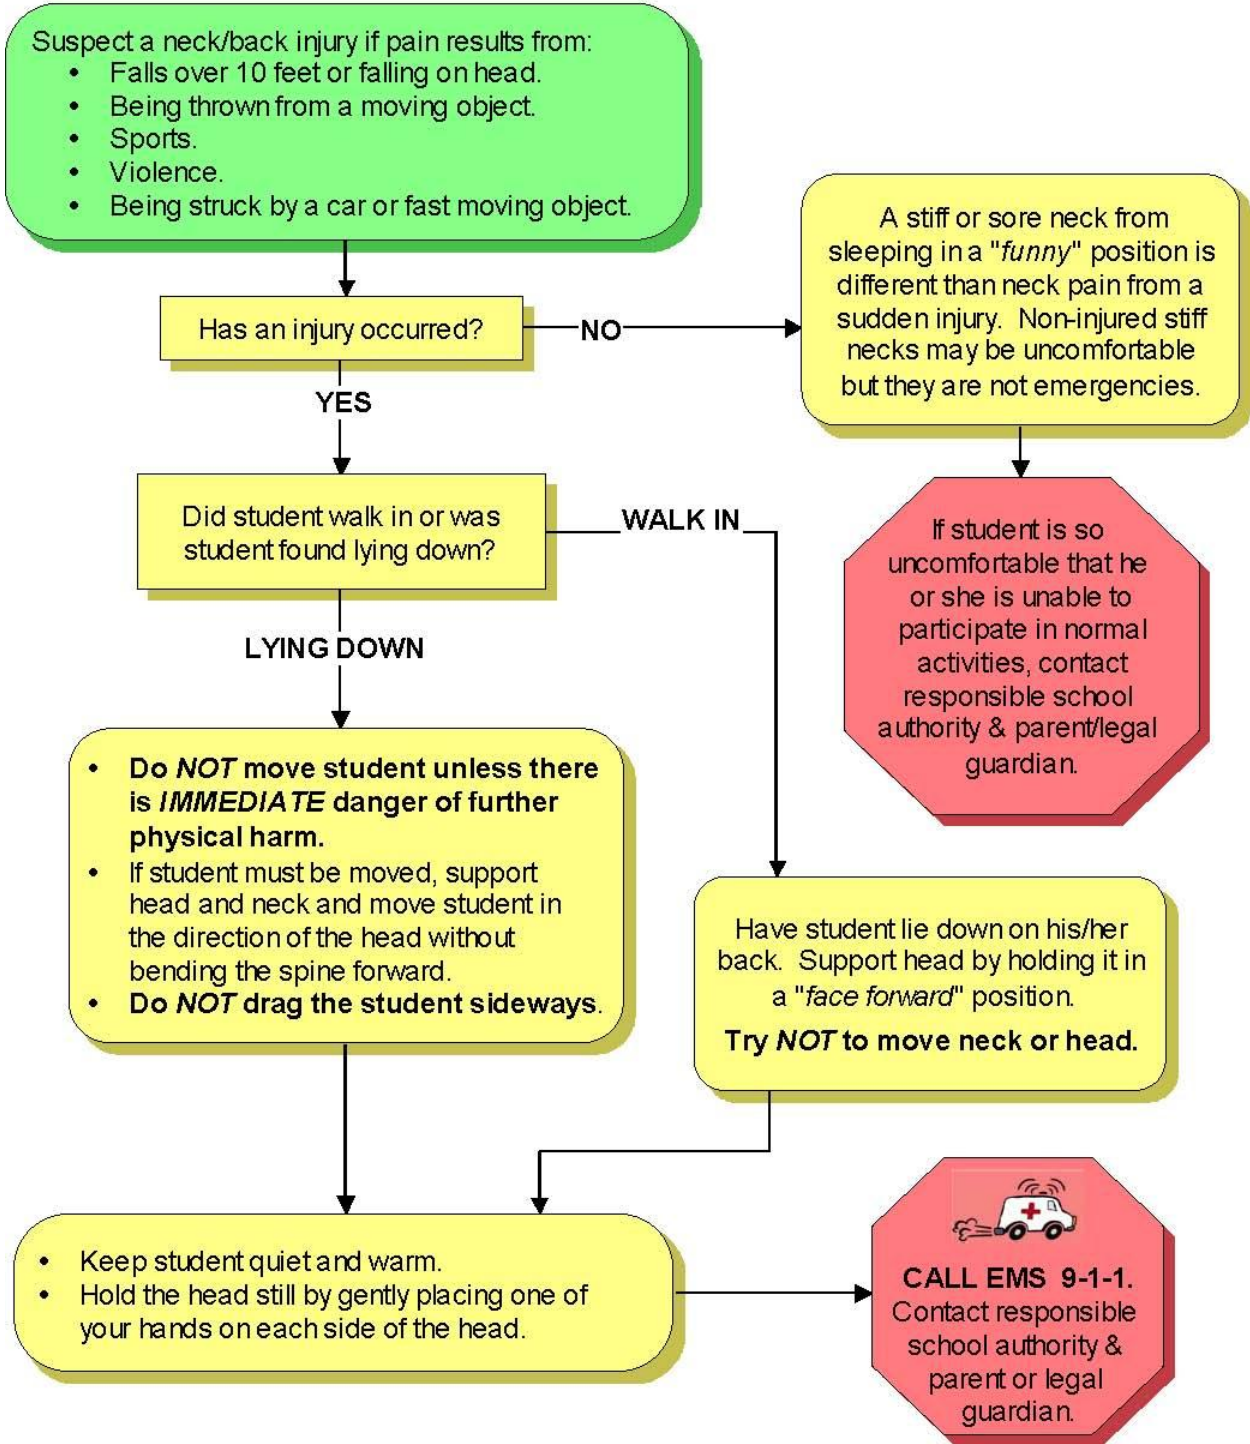 Suspect a neck/back injury if pain results from:
• Falls over 10 feet or falling on head.
• Being thrown from a moving object.
• Sports.
• Violence.
• Being struck by a car or fast moving object.
Has an injury occurred?
NO
A stiff or sore neck from
sleeping in a "funny" position is
different than neck pain from a
sudden injury. Non-injured stiff
necks may be uncomfortable
but they are not emergencies.
YES
If student is so
uncomfortable that he
or she is unable to
participate in normal
activities, contact
responsible school
authority & parent/legal
guardian.
Did student walk in or was
student found lying down?
WALK IN
LYING DOWN
• Do NOT move student unless there
is IMMEDIATE danger of further
physical harm.
• If student must be moved, support
head and neck and move student in
the direction of the head without
bending the spine forward.
• Do NOT drag the student sideways.
Have student lie down on his/her
back. Support head by holding it in
a "face forward" position.
Try NOT to move neck or head.
• Keep student quiet and warm.
• Hold the head still by gently placing one of
your hands on each side of the head.
CALL EMS 9-1-1.
Contact responsible
school authority &
parent or legal
guardian.